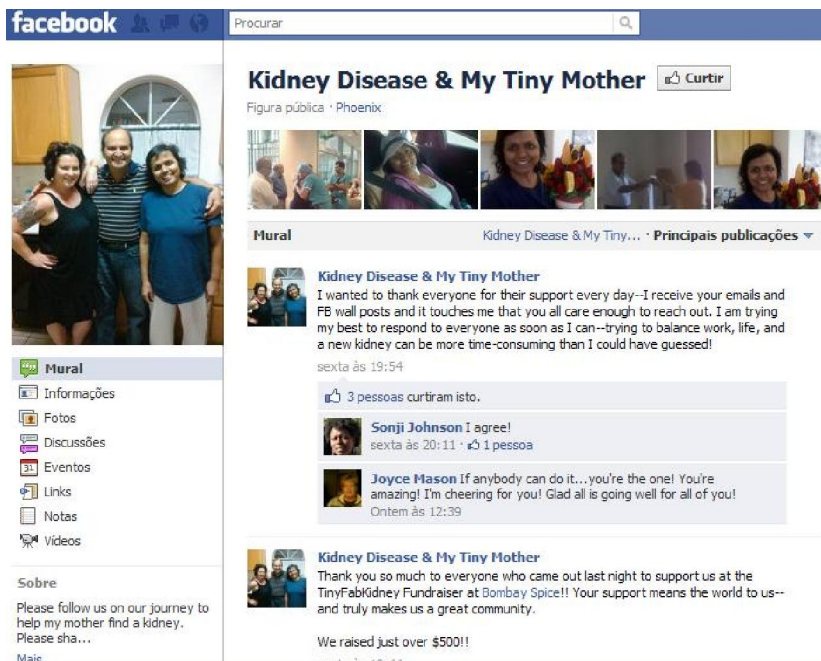 facebook
Procurar
Kidney Disease & My Tiny Mother
Curtir
Figura pública · Phoenix
Mural
Kidney Disease & My Tiny... · Principais publicações
Kidney Disease & My Tiny Mother
I wanted to thank everyone for their support every day--I receive your emails and
FB wall posts and it touches me that you all care enough to reach out. I am trying
my best to respond to everyone as soon as I can--trying to balance work, life, and
a new kidney can be more time-consuming than I could have guessed!
sexta às 19:54
3 pessoas curtiram isto.
Sonji Johnson I agree!
sexta às 20:11 · 1 pessoa
Joyce Mason If anybody can do it...you're the one! You're
amazing! I'm cheering for you! Glad all is going well for all of you!
Ontem às 12:39
Kidney Disease & My Tiny Mother
Thank you so much to everyone who came out last night to support us at the
TinyFabKidney Fundraiser at Bombay Spice!! Your support means the world to us--
and truly makes us a great community.
We raised just over $500!!
Mural
Informações
Fotos
Discussões
31
Eventos
Links
Notas
Vídeos
Sobre
Please follow us on our journey to
help my mother find a kidney.
Please sha...
Mais